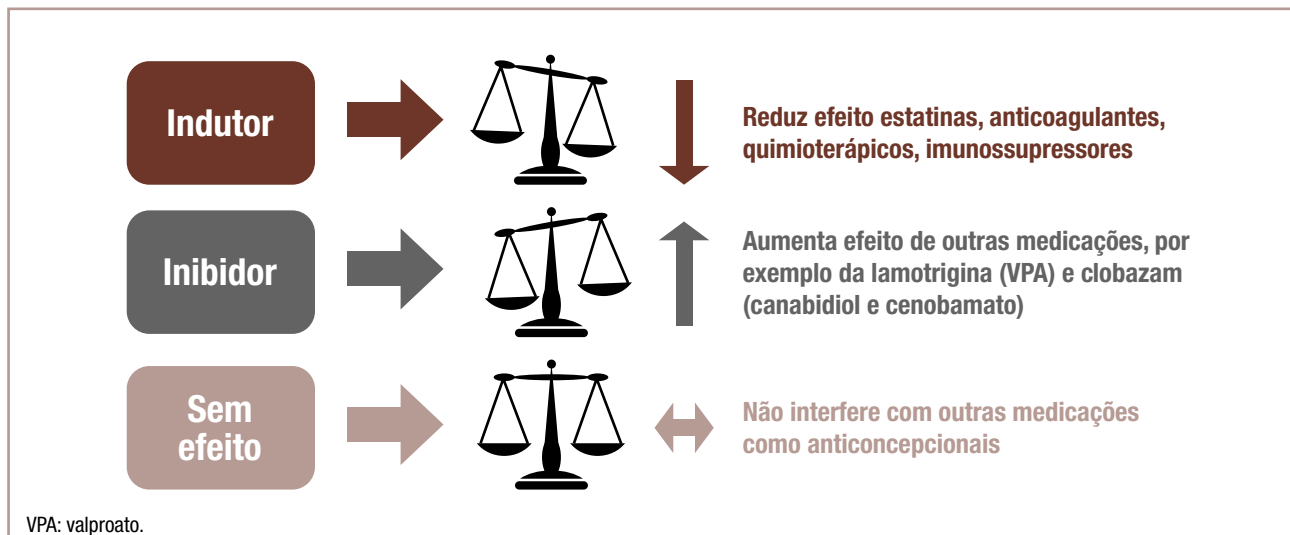 Indutor
Reduz efeito estatinas, anticoagulantes,
quimioterápicos, imunossupressores
Inibidor
Aumenta efeito de outras medicações, por
exemplo da lamotrigina (VPA) e clobazam
(canabidiol e cenobamato)
Sem
efeito
Não interfere com outras medicações
como anticoncepcionais
VPA: valproato.